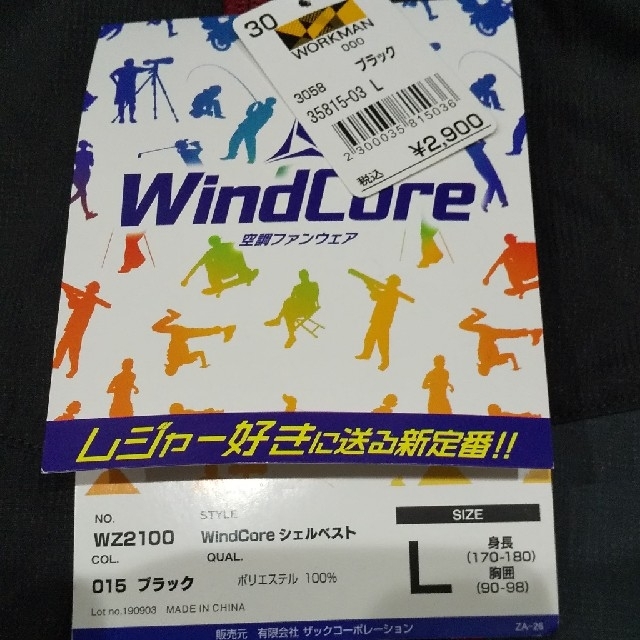 30
WORKMAN
000
ブラック
3058
35815-03 L
2300035815036
税込 ¥2,900
WindCore
空調ファンウェア
レジャー好きに送る新定番!!
NO. STYLE
WZ2100 WindCore シェルベスト
COL. QUAL.
015 ブラック ポリエステル 100%
Lot no.190903 MADE IN CHINA
SIZE
L
身長
(170-180)
胸囲
(90-98)
販売元 有限会社 ザックコーポレーション
ZA-26